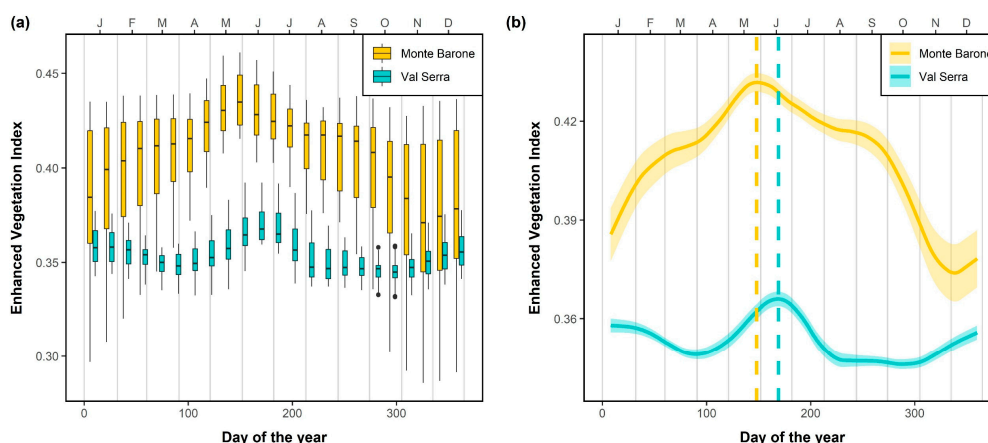 (a)
J F M A M J J A S O N D
Monte Barone
Val Serra
Enhanced Vegetation Index
0.45
0.40
0.35
0.30
0 100 200 300
Day of the year
(b)
J F M A M J J A S O N D
Monte Barone
Val Serra
Enhanced Vegetation Index
0.42
0.39
0.36
0 100 200 300
Day of the year